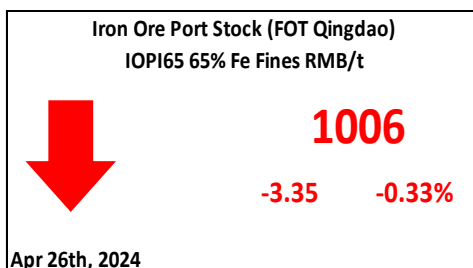 Iron Ore Port Stock (FOT Qingdao)
IOPI65 65% Fe Fines RMB/t
1006
-3.35 -0.33%
Apr 26th, 2024